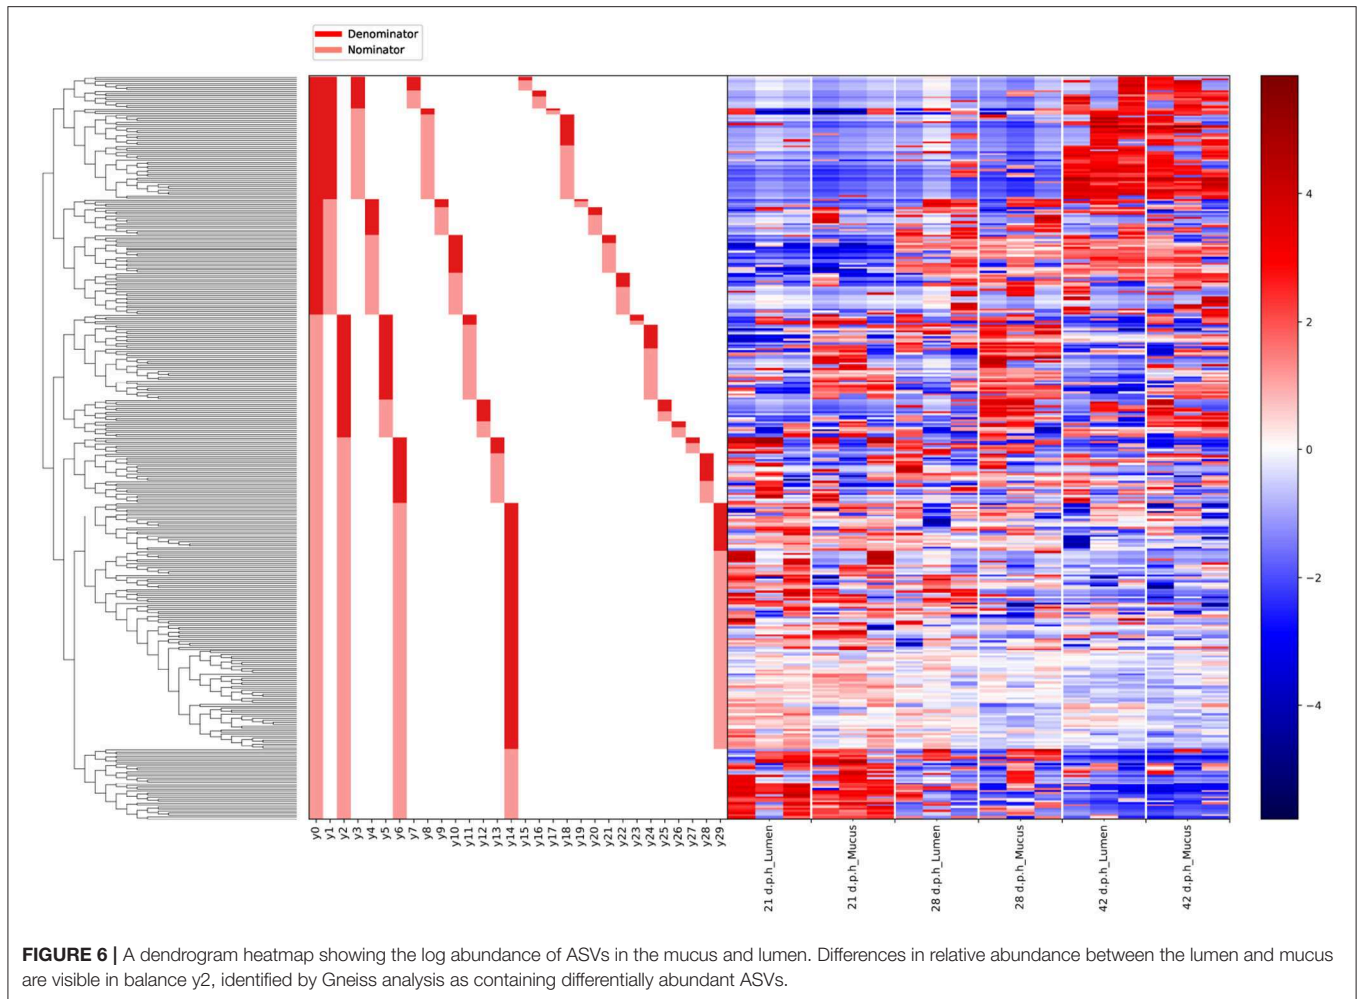 Denominator
Nominator
4
2
0
−2
−4
y0
y1
y2
y3
y4
y5
y6
y7
y8
y9
y10
y11
y12
y13
y14
y15
y16
y17
y18
y19
y20
y21
y22
y23
y24
y25
y26
y27
y28
y29
21 d.p.h_Lumen
21 d.p.h_Mucus
28 d.p.h_Lumen
28 d.p.h_Mucus
42 d.p.h_Lumen
42 d.p.h_Mucus
FIGURE 6 | A dendrogram heatmap showing the log abundance of ASVs in the mucus and lumen. Differences in relative abundance between the lumen and mucus
are visible in balance y2, identified by Gneiss analysis as containing differentially abundant ASVs.